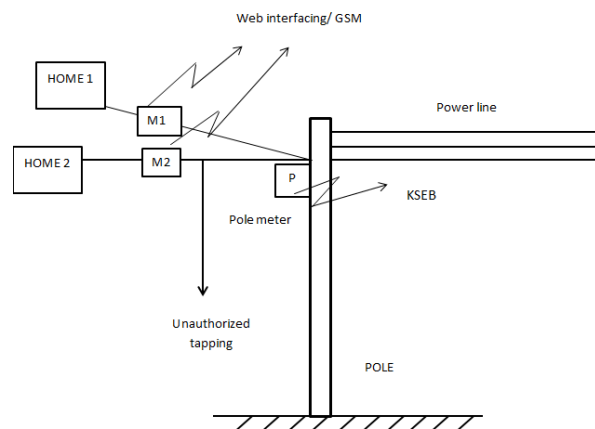 Web interfacing/ GSM
HOME 1
M1
Power line
HOME 2
M2
P
KSEB
Pole meter
Unauthorized
tapping
POLE